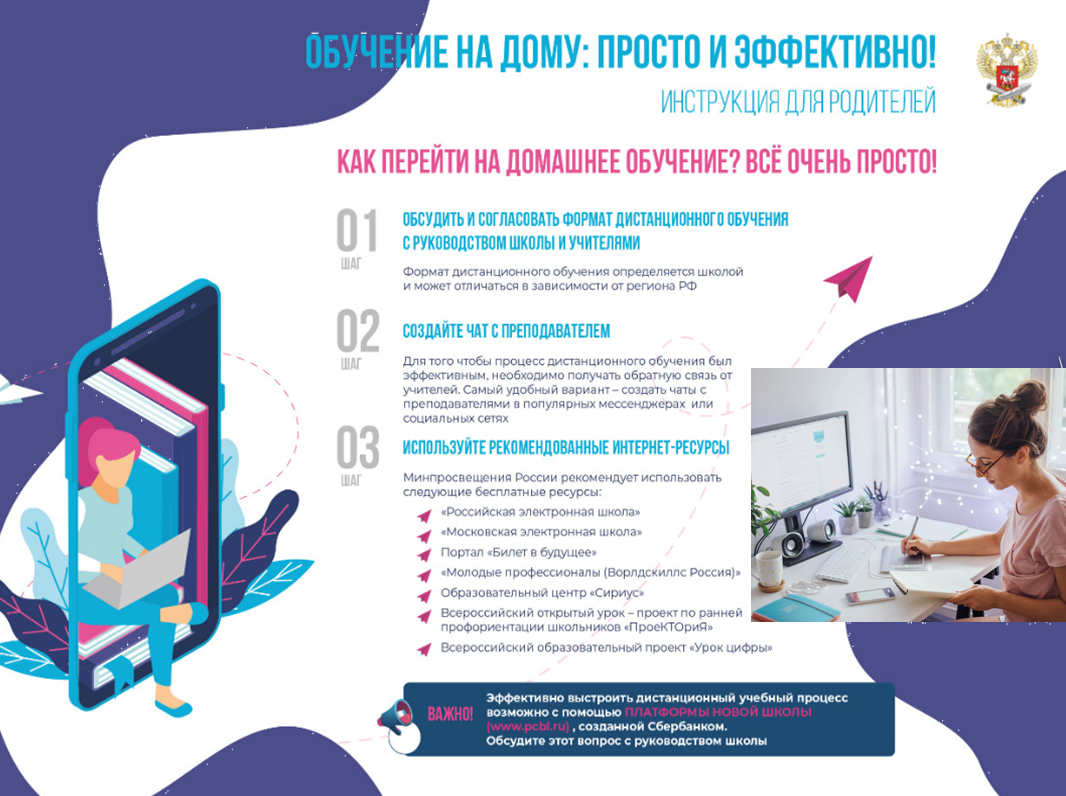 ОБУЧЕНИЕ НА ДОМУ: ПРОСТО И ЭФФЕКТИВНО!
ИНСТРУКЦИЯ ДЛЯ РОДИТЕЛЕЙ
КАК ПЕРЕЙТИ НА ДОМАШНЕЕ ОБУЧЕНИЕ? ВСЁ ОЧЕНЬ ПРОСТО!
01
ШАГ
ОБСУДИТЬ И СОГЛАСОВАТЬ ФОРМАТ ДИСТАНЦИОННОГО ОБУЧЕНИЯ
С РУКОВОДСТВОМ ШКОЛЫ И УЧИТЕЛЯМИ
Формат дистанционного обучения определяется школой
и может отличаться в зависимости от региона РФ
02
ШАГ
СОЗДАЙТЕ ЧАТ С ПРЕПОДАВАТЕЛЕМ
Для того чтобы процесс дистанционного обучения был
эффективным, необходимо получать обратную связь от
учителей. Самый удобный вариант – создать чаты с
преподавателями в популярных мессенджерах или
социальных сетях
03
ШАГ
ИСПОЛЬЗУЙТЕ РЕКОМЕНДОВАННЫЕ ИНТЕРНЕТ-РЕСУРСЫ
Минпросвещения России рекомендует использовать
следующие бесплатные ресурсы:
«Российская электронная школа»
«Московская электронная школа»
Портал «Билет в будущее»
«Молодые профессионалы (Ворлдскиллс Россия)»
Образовательный центр «Сириус»
Всероссийский открытый урок – проект по ранней
профориентации школьников «ПроеКТОриЯ»
Всероссийский образовательный проект «Урок цифры»
ВАЖНО!
Эффективно выстроить дистанционный учебный процесс
возможно с помощью ПЛАТФОРМЫ НОВОЙ ШКОЛЫ
(www.pcbl.ru) , созданной Сбербанком.
Обсудите этот вопрос с руководством школы